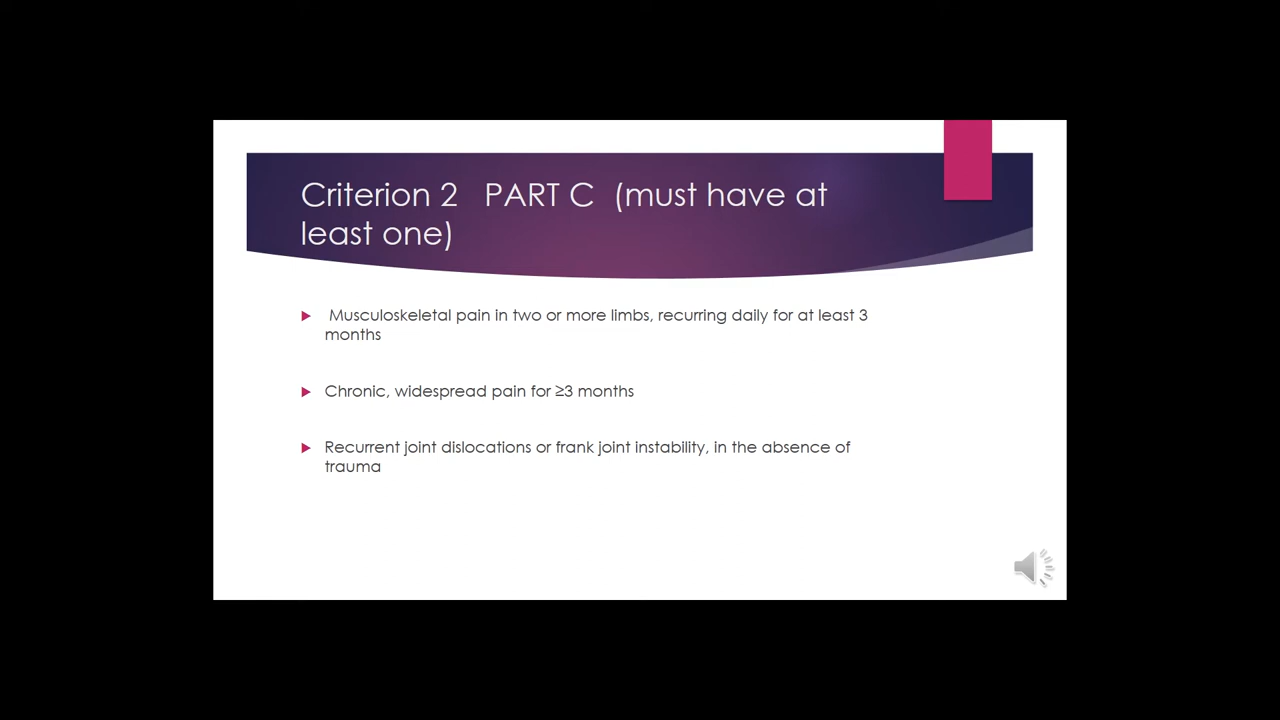 Criterion 2 PART C (must have at
least one)
Musculoskeletal pain in two or more limbs, recurring daily for at least 3
months
Chronic, widespread pain for ≥3 months
Recurrent joint dislocations or frank joint instability, in the absence of
trauma